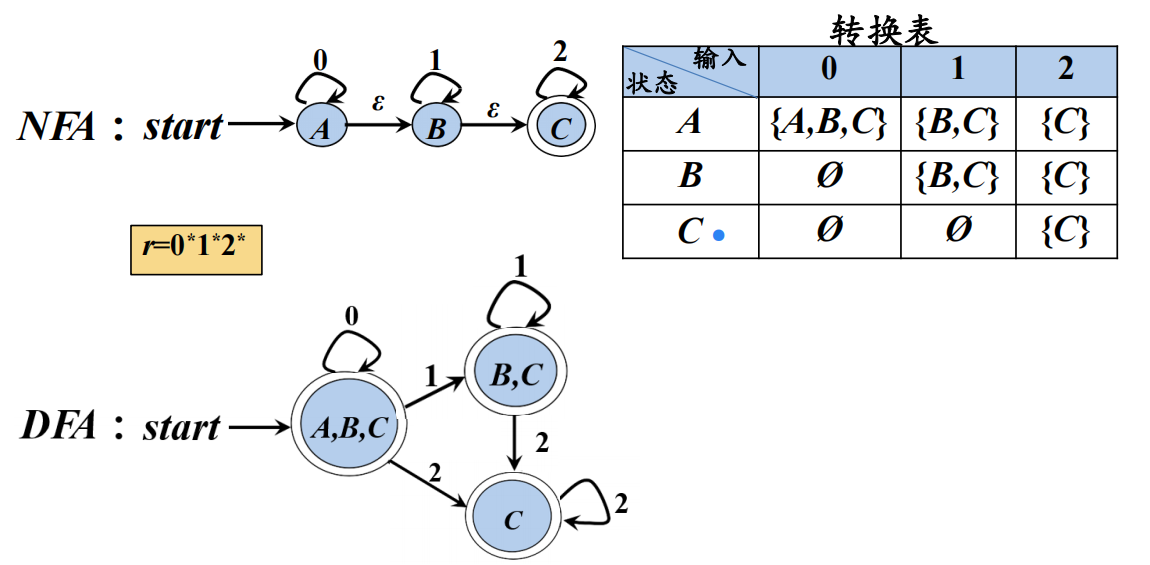 转换表
NFA：start
0
1
2
ε
ε
A
B
C
输入
状态
0 1 2
A {A,B,C} {B,C} {C}
B Ø {B,C} {C}
C Ø Ø {C}
r=0*1*2*
DFA：start
0
1
1
2
2
2
A,B,C
B,C
C